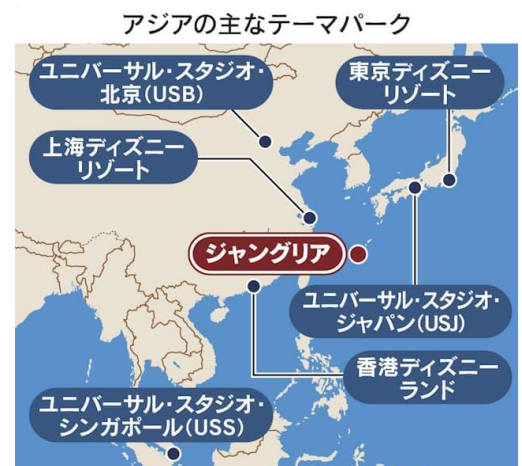 アジアの主なテーマパーク
ユニバーサル・スタジオ・
北京(USB)
東京ディズニー
リゾート
上海ディズニー
リゾート
ジャングリア
ユニバーサル・スタジオ・
ジャパン(USJ)
香港ディズニー
ランド
ユニバーサル・スタジオ・
シンガポール(USS)